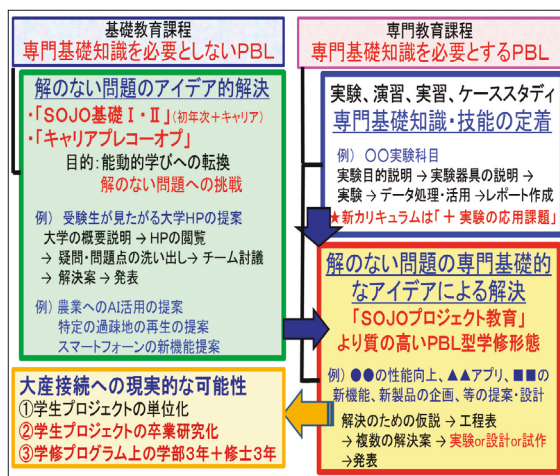 基礎教育課程
専門基礎知識を必要としないPBL
解のない問題のアイデア的解決
・「SOJO基礎Ⅰ・Ⅱ」(初年次＋キャリア)
・「キャリアプレコーオプ」
目的：能動的学びへの転換
解のない問題への挑戦
例） 受験生が見たがる大学HPの提案
大学の概要説明 → HPの閲覧
→ 疑問・問題点の洗い出し→ チーム討議
→ 解決案 → 発表
例） 農業へのAI活用の提案
特定の過疎地の再生の提案
スマートフォーンの新機能提案
大産接続への現実的な可能性
①学生プロジェクトの単位化
②学生プロジェクトの卒業研究化
③学修プログラム上の学部3年＋修士3年
専門教育課程
専門基礎知識を必要とするPBL
実験、演習、実習、ケーススタディ
専門基礎知識・技能の定着
例） 〇〇実験科目
実験目的説明 → 実験器具の説明 →
実験 → データ処理・活用 →レポート作成
★新カリキュラムは「＋ 実験の応用課題」
解のない問題の専門基礎的
なアイデアによる解決
「SOJOプロジェクト教育」
より質の高いPBL型学修形態
例） ●●の性能向上、▲▲アプリ、■■の
新機能、新製品の企画、等の提案・設計
解決のための仮説 → 工程表
→ 複数の解決案 → 実験or設計or試作
→発表